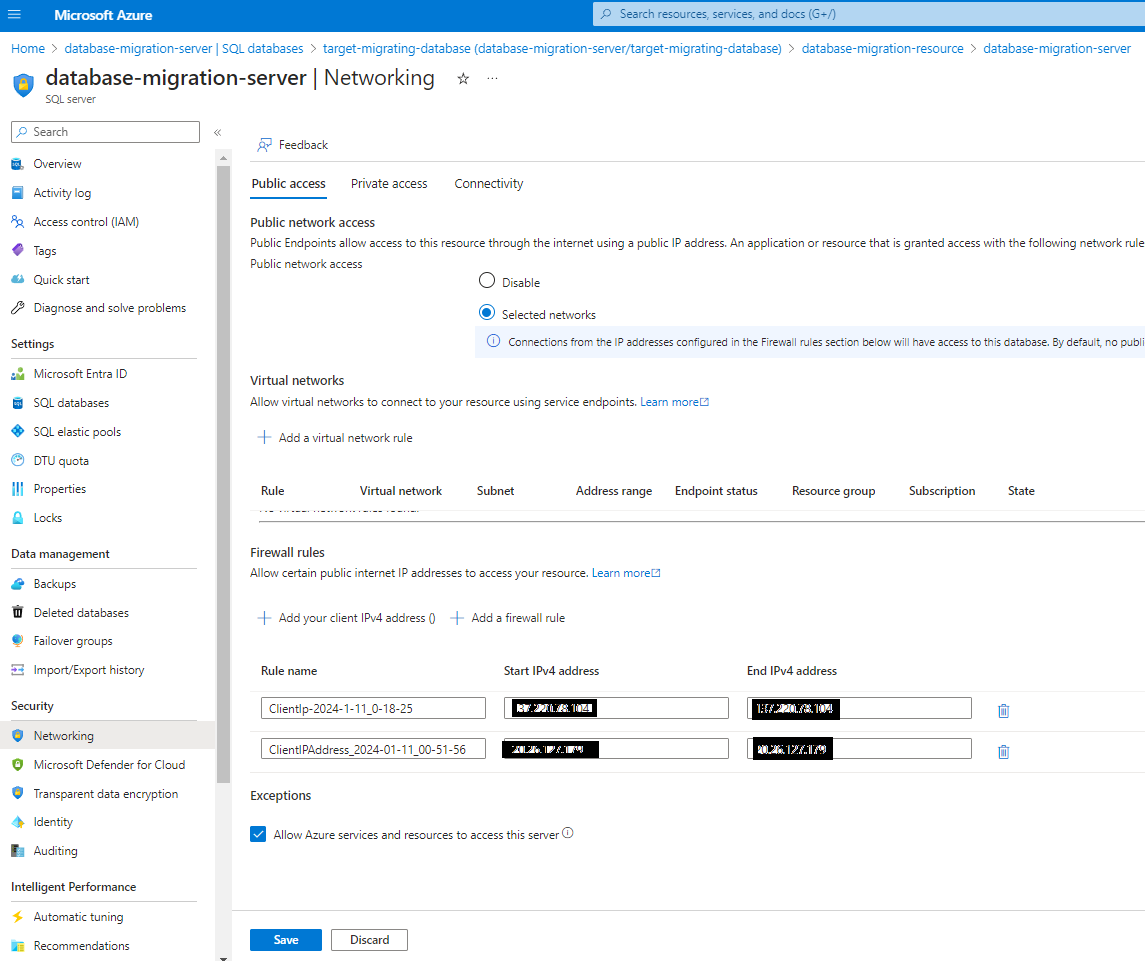 Microsoft Azure
Search resources, services, and docs (G+/)
Home > database-migration-server | SQL databases > target-migrating-database (database-migration-server/target-migrating-database) > database-migration-resource > database-migration-server
database-migration-server | Networking
SQL server
Search
Overview
Activity log
Access control (IAM)
Tags
Quick start
Diagnose and solve problems
Settings
Microsoft Entra ID
SQL databases
SQL elastic pools
DTU quota
Properties
Locks
Data management
Backups
Deleted databases
Failover groups
Import/Export history
Security
Networking
Microsoft Defender for Cloud
Transparent data encryption
Identity
Auditing
Intelligent Performance
Automatic tuning
Recommendations
Feedback
Public access Private access Connectivity
Public network access
Public Endpoints allow access to this resource through the internet using a public IP address. An application or resource that is granted access with the following network rule
Public network access
Disable
Selected networks
Connections from the IP addresses configured in the Firewall rules section below will have access to this database. By default, no publi
Virtual networks
Allow virtual networks to connect to your resource using service endpoints. Learn more
+ Add a virtual network rule
Rule Virtual network Subnet Address range Endpoint status Resource group Subscription State
Firewall rules
Allow certain public internet IP addresses to access your resource. Learn more
+ Add your client IPv4 address () + Add a firewall rule
Rule name Start IPv4 address End IPv4 address
ClientIp-2024-1-11_0-18-25
ClientIPAddress_2024-01-11_00-51-56
Exceptions
Allow Azure services and resources to access this server
Save Discard